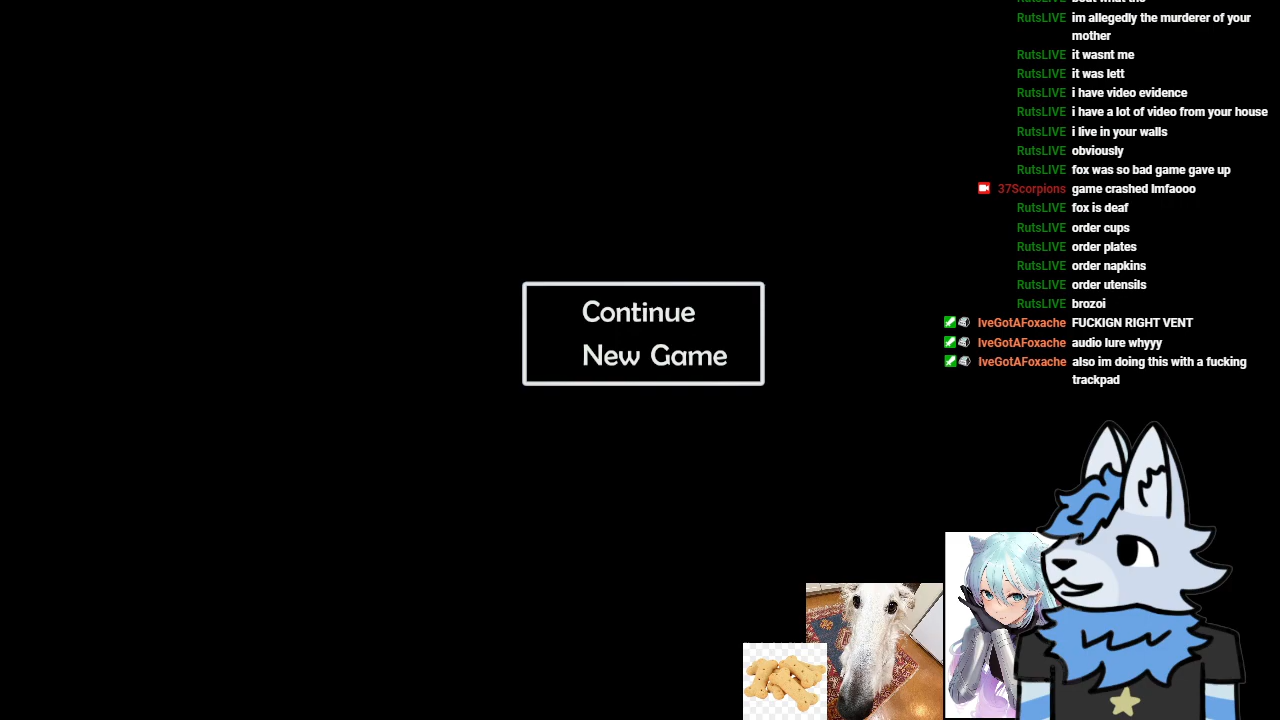 Continue
New Game
RutsLIVE im allegedly the murderer of your
mother
RutsLIVE it wasnt me
RutsLIVE it was lett
RutsLIVE i have video evidence
RutsLIVE i have a lot of video from your house
RutsLIVE i live in your walls
RutsLIVE obviously
RutsLIVE fox was so bad game gave up
37Scorpions game crashed lmfaooo
RutsLIVE fox is deaf
RutsLIVE order cups
RutsLIVE order plates
RutsLIVE order napkins
RutsLIVE order utensils
RutsLIVE brozoi
IveGotAFoxache FUCKIGN RIGHT VENT
IveGotAFoxache audio lure whyyy
IveGotAFoxache also im doing this with a fucking
trackpad